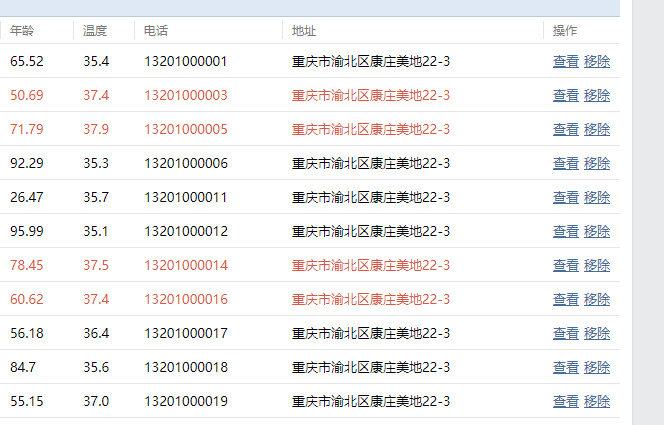 年龄 温度 电话 地址 操作
65.52 35.4 13201000001 重庆市渝北区康庄美地22-3 查看 移除
50.69 37.4 13201000003 重庆市渝北区康庄美地22-3 查看 移除
71.79 37.9 13201000005 重庆市渝北区康庄美地22-3 查看 移除
92.29 35.3 13201000006 重庆市渝北区康庄美地22-3 查看 移除
26.47 35.7 13201000011 重庆市渝北区康庄美地22-3 查看 移除
95.99 35.1 13201000012 重庆市渝北区康庄美地22-3 查看 移除
78.45 37.5 13201000014 重庆市渝北区康庄美地22-3 查看 移除
60.62 37.4 13201000016 重庆市渝北区康庄美地22-3 查看 移除
56.18 36.4 13201000017 重庆市渝北区康庄美地22-3 查看 移除
84.7 35.6 13201000018 重庆市渝北区康庄美地22-3 查看 移除
55.15 37.0 13201000019 重庆市渝北区康庄美地22-3 查看 移除